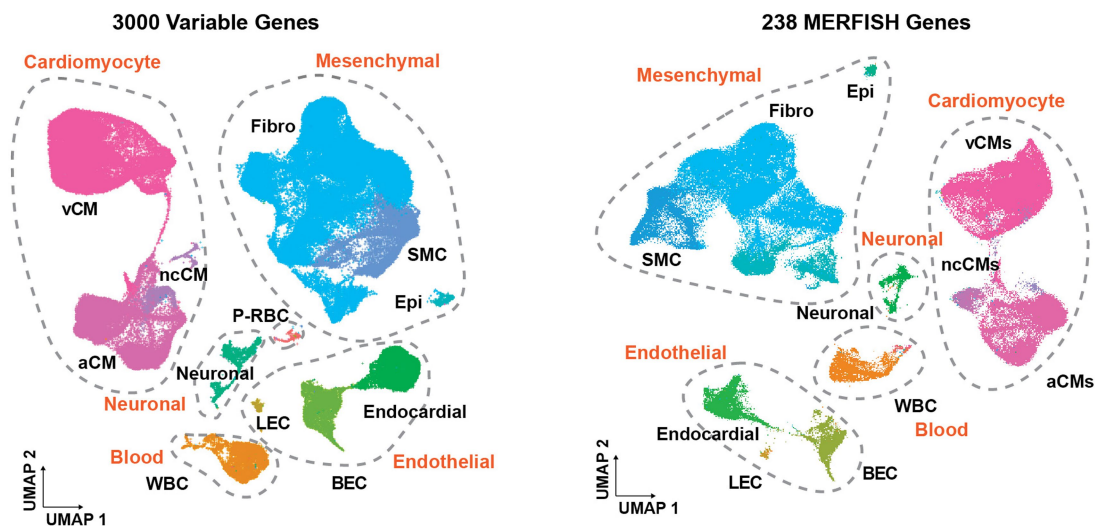 3000 Variable Genes
Cardiomyocyte
Mesenchymal
Fibro
vCM
ncCM
SMC
Epi
P-RBC
aCM
Neuronal
Neuronal
LEC
Endocardial
Blood
WBC
BEC
Endothelial
UMAP 2
UMAP 1
238 MERFISH Genes
Mesenchymal
Epi
Cardiomyocyte
Fibro
vCMs
SMC
Neuronal
ncCMs
Neuronal
Endothelial
aCMs
WBC
Endocardial
Blood
LEC
BEC
UMAP 2
UMAP 1